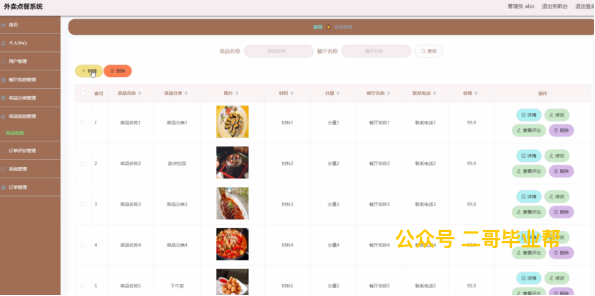 外卖点餐系统
管理员 abo 退出到前台 退出登录
首页
首页 菜品信息
个人中心
用户管理
餐厅信息管理
菜品分类管理
菜品信息管理
菜品信息
订单评价管理
系统管理
订单管理
菜品名称 菜品名称 餐厅名称 餐厅名称 查询
新增 删除
索引 菜品名称 菜品分类 图片 材料 分量 餐厅名称 联系电话 价格 操作
1 菜品名称1 菜品分类1 材料1 分量1 餐厅名称1 联系电话1 99.9 详情 修改
查看评论 删除
2 菜品名称2 材料2 分量2 餐厅名称2 联系电话2 99.9 详情 修改
查看评论 删除
3 菜品名称3 菜品分类3 材料3 分量3 餐厅名称3 联系电话3 99.9 详情 修改
查看评论 删除
4 菜品名称4 菜品分类4 材料4 分量4 餐厅名称4 联系电话4 99.9
公众号 二哥毕业帮
5 菜品名称5 下午茶 材料5 分量5 餐厅名称5 联系电话5 99.9 详情 修改
查看评论 删除